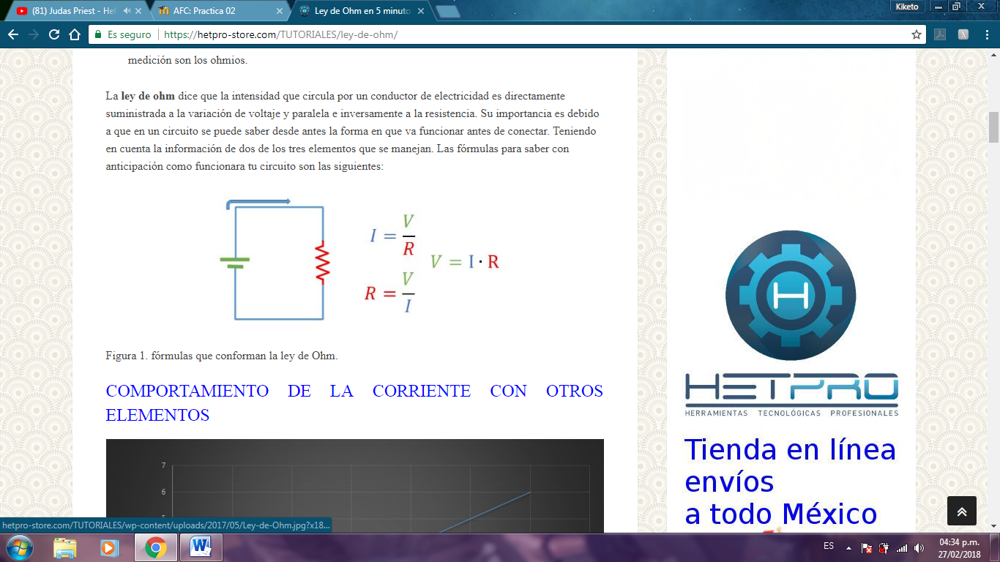 (81) Judas Priest - Hel
AFC: Practica 02
Ley de Ohm en 5 minuto
Kiketo
Es seguro
https://hetpro-store.com/TUTORIALES/ley-de-ohm/
medición son los ohmios.
La ley de ohm dice que la intensidad que circula por un conductor de electricidad es directamente
suministrada a la variación de voltaje y paralela e inversamente a la resistencia. Su importancia es debido
a que en un circuito se puede saber desde antes la forma en que va funcionar antes de conectar. Teniendo
en cuenta la información de dos de los tres elementos que se manejan. Las fórmulas para saber con
anticipación como funcionara tu circuito son las siguientes:
I = V/R
V = I · R
R = V/I
Figura 1. fórmulas que conforman la ley de Ohm.
COMPORTAMIENTO DE LA CORRIENTE CON OTROS
ELEMENTOS
7
6
5
H
HETPRO
HERRAMIENTAS TECNOLÓGICAS PROFESIONALES
Tienda en línea
envíos
a todo México
hetpro-store.com/TUTORIALES/wp-content/uploads/2017/05/Ley-de-Ohm.jpg?x18...
ES
04:34 p.m.
27/02/2018